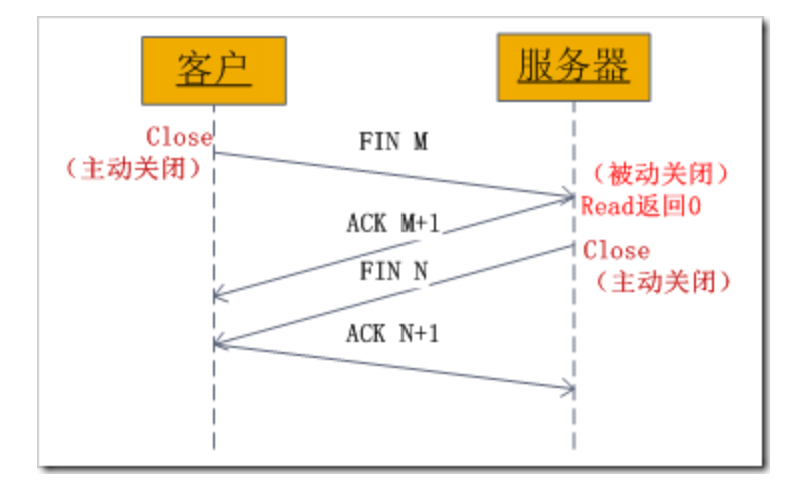 客户
服务器
Close
（主动关闭）
FIN M
（被动关闭）
Read返回0
ACK M+1
Close
（主动关闭）
FIN N
ACK N+1